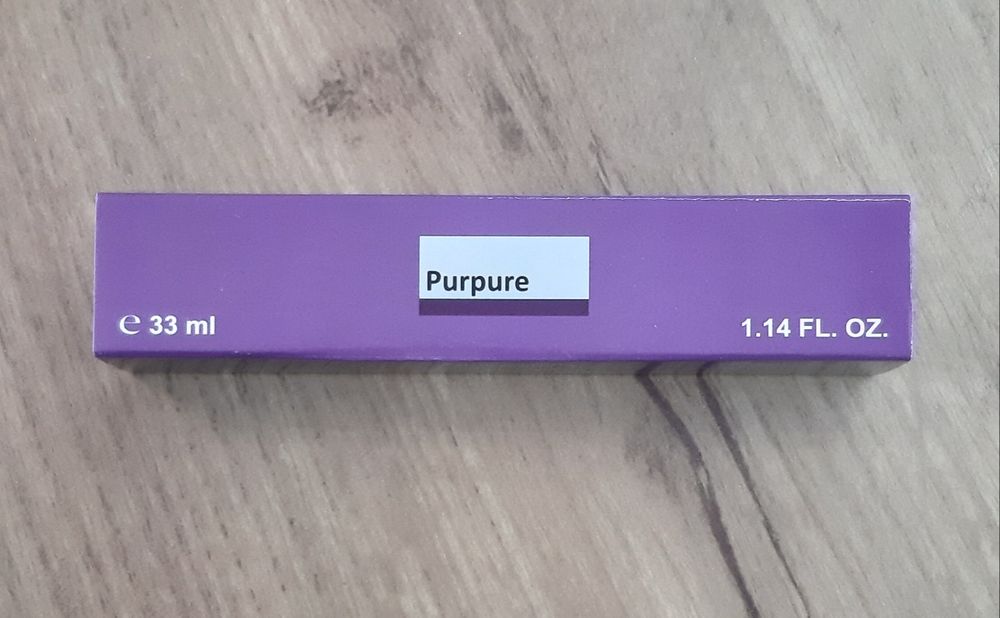 Purpure
℮ 33 ml
1.14 FL. OZ.